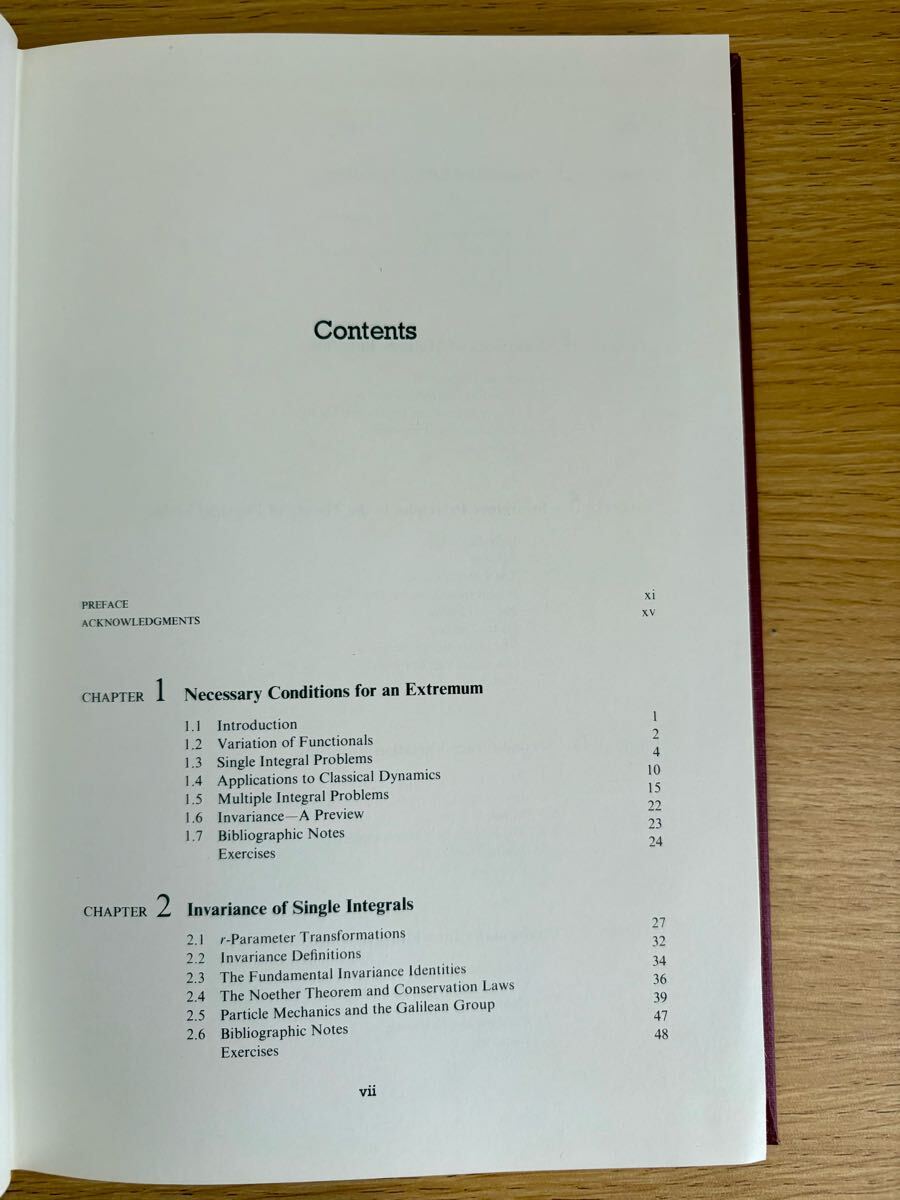 Contents
PREFACE xi
ACKNOWLEDGMENTS xv
CHAPTER 1 Necessary Conditions for an Extremum
1.1 Introduction 1
1.2 Variation of Functionals 2
1.3 Single Integral Problems 4
1.4 Applications to Classical Dynamics 10
1.5 Multiple Integral Problems 15
1.6 Invariance—A Preview 22
1.7 Bibliographic Notes 23
Exercises 24
CHAPTER 2 Invariance of Single Integrals
2.1 r-Parameter Transformations 27
2.2 Invariance Definitions 32
2.3 The Fundamental Invariance Identities 34
2.4 The Noether Theorem and Conservation Laws 36
2.5 Particle Mechanics and the Galilean Group 39
2.6 Bibliographic Notes 47
Exercises 48
vii